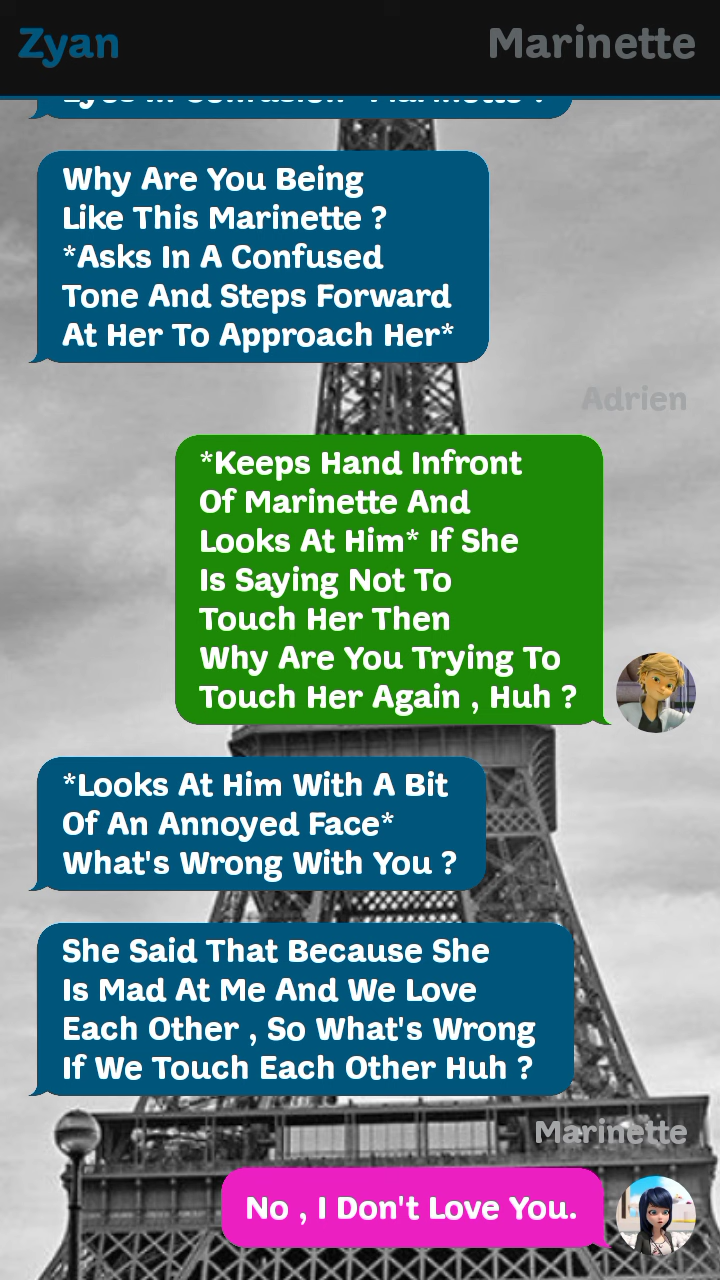 Zyan
Marinette
Why Are You Being
Like This Marinette ?
*Asks In A Confused
Tone And Steps Forward
At Her To Approach Her*
Adrien
*Keeps Hand Infront
Of Marinette And
Looks At Him* If She
Is Saying Not To
Touch Her Then
Why Are You Trying To
Touch Her Again , Huh ?
*Looks At Him With A Bit
Of An Annoyed Face*
What's Wrong With You ?
She Said That Because She
Is Mad At Me And We Love
Each Other , So What's Wrong
If We Touch Each Other Huh ?
Marinette
No , I Don't Love You.